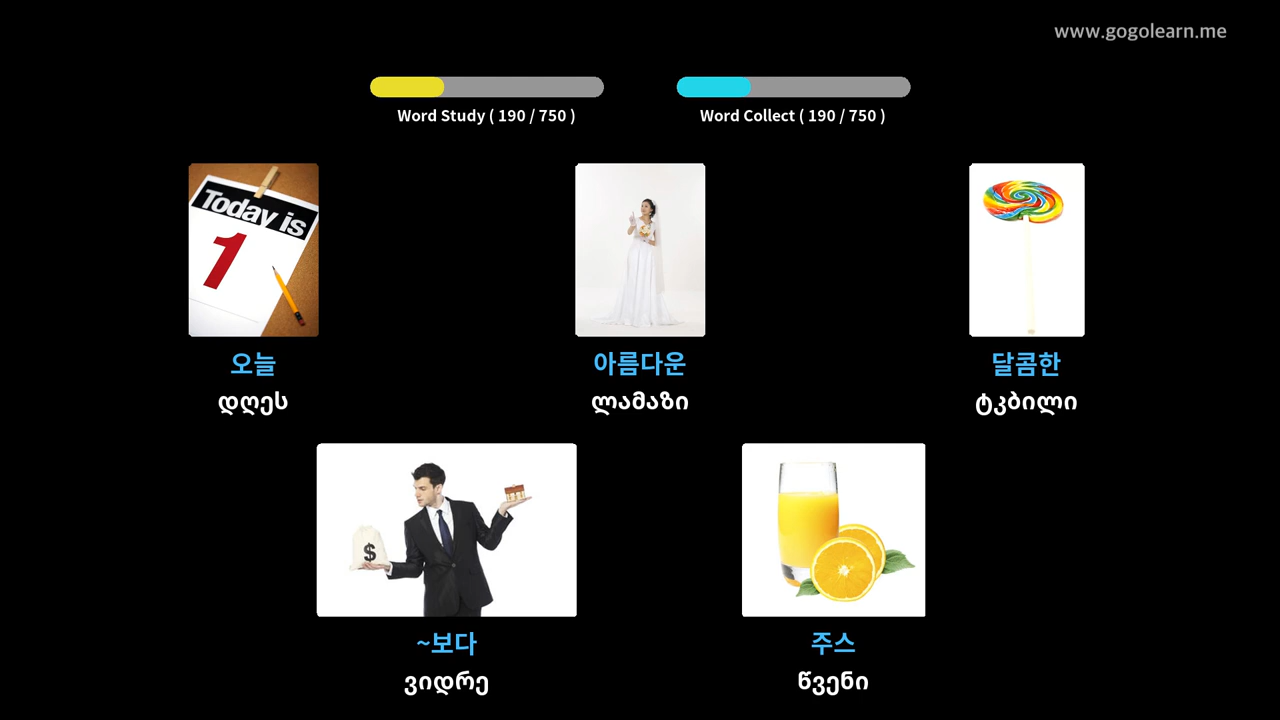 www.gogolearn.me
Word Study ( 190 / 750 )
Word Collect ( 190 / 750 )
Today is
1
오늘
დღეს
아름다운
ლამაზი
달콤한
ტკბილი
$
~보다
ვიდრე
주스
წვენი